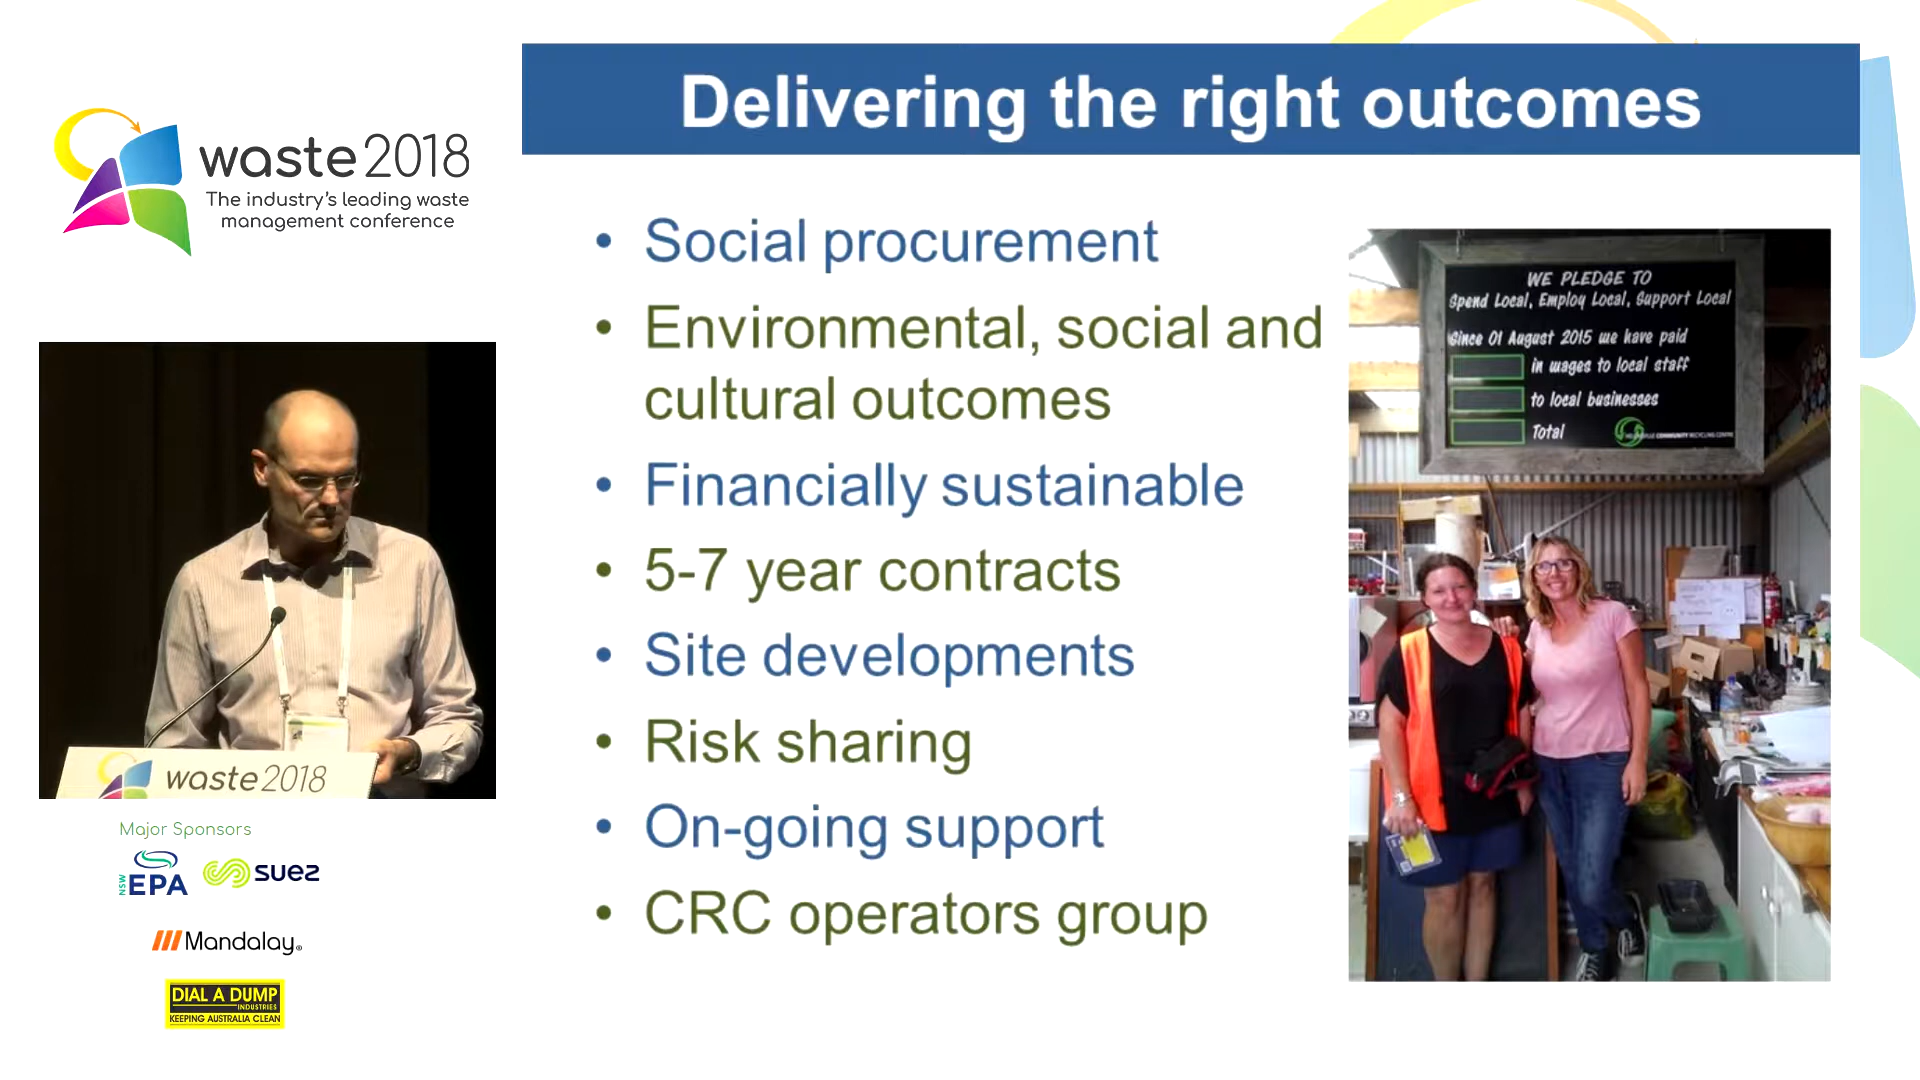 waste2018
The industry's leading waste
management conference
Delivering the right outcomes
• Social procurement
• Environmental, social and
cultural outcomes
• Financially sustainable
• 5-7 year contracts
• Site developments
• Risk sharing
• On-going support
• CRC operators group
WE PLEDGE TO
Spend Local, Employ Local, Support Local
Since 01 August 2015 we have paid
in wages to local staff
to local businesses
Total
COMMUNITY RECYCLING CENTRE
waste2018
Major Sponsors
NSW
EPA
suez
Mandalay®
DIAL A DUMP
INDUSTRIES
KEEPING AUSTRALIA CLEAN